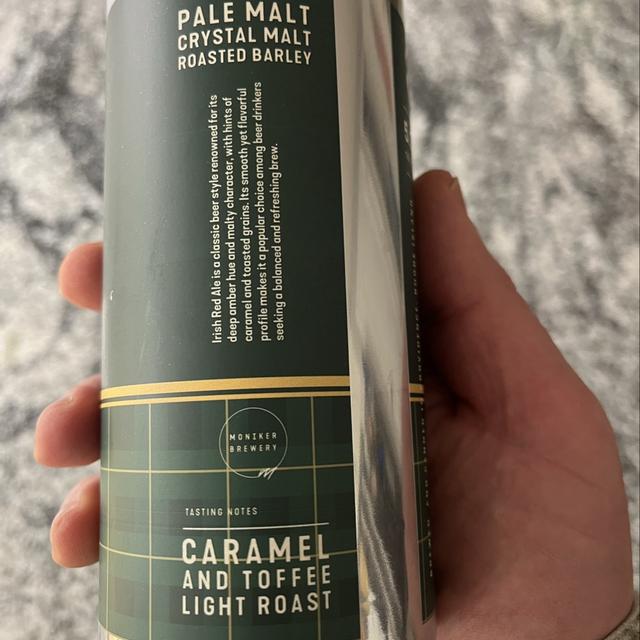 PALE MALT
CRYSTAL MALT
ROASTED BARLEY
Irish Red Ale is a classic beer style renowned for its
deep amber hue and malty character, with hints of
caramel and toasted grains. Its smooth yet flavorful
profile makes it a popular choice among beer drinkers
seeking a balanced and refreshing brew.
MONIKER
BREWERY
TASTING NOTES
CARAMEL
AND TOFFEE
LIGHT ROAST